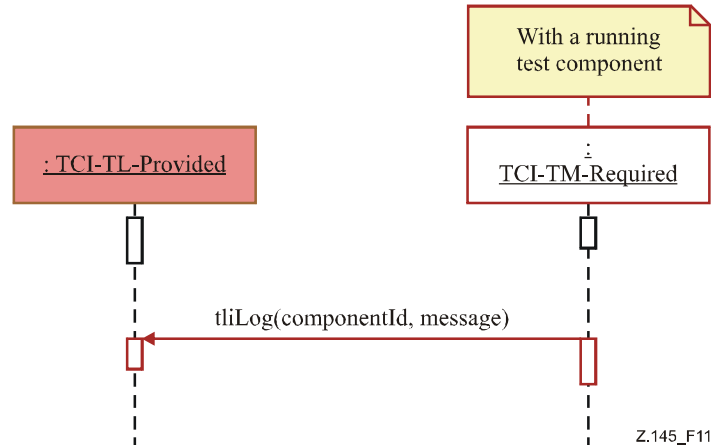 With a running
test component
: TCI-TL-Provided
:
TCI-TM-Required
tliLog(componentId, message)
Z.145_F11